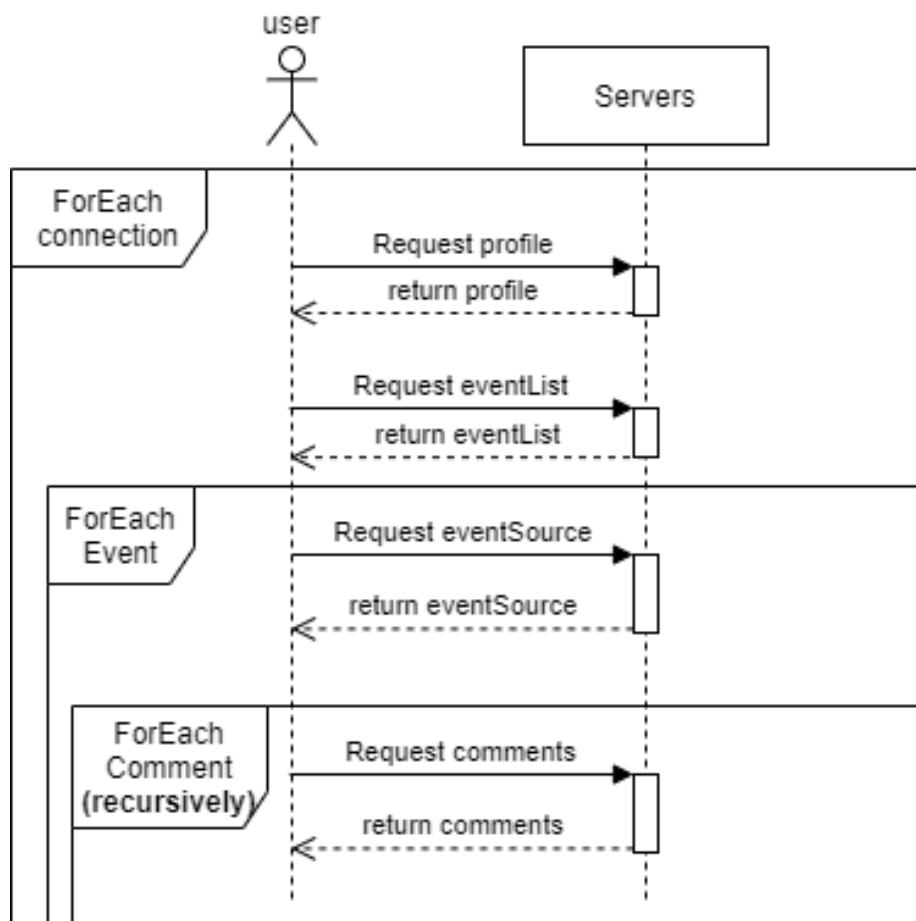 user
Servers
ForEach
connection
Request profile
return profile
Request eventList
return eventList
ForEach
Event
Request eventSource
return eventSource
ForEach
Comment
(recursively)
Request comments
return comments